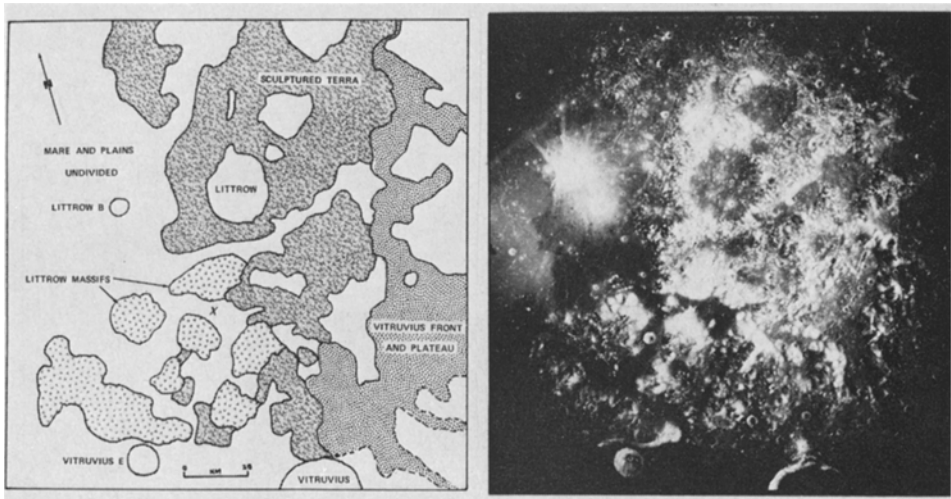 N
SCULPTURED TERRA
MARE AND PLAINS
UNDIVIDED
LITTROW
LITTROW B
LITTROW MASSIFS
X
VITRUVIUS FRONT
AND PLATEAU
VITRUVIUS E
0
KM
VITRUVIUS